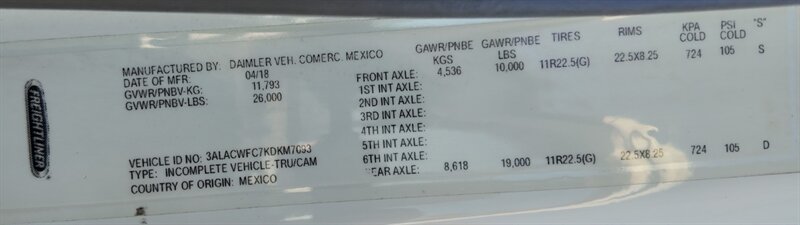 FREIGHTLINER
MANUFACTURED BY: DAIMLER VEH. COMERC. MEXICO
DATE OF MFR: 04/18
GVWR/PNBV-KG: 11,793
GVWR/PNBV-LBS: 26,000
VEHICLE ID NO: 3ALACWFC7KDKM7093
TYPE: INCOMPLETE VEHICLE-TRU/CAM
COUNTRY OF ORIGIN: MEXICO
GAWR/PNBE KGS GAWR/PNBE LBS TIRES RIMS KPA COLD PSI COLD "S"
FRONT AXLE: 4,536 10,000 11R22.5(G) 22.5X8.25 724 105 S
1ST INT AXLE:
2ND INT AXLE:
3RD INT AXLE:
4TH INT AXLE:
5TH INT AXLE:
6TH INT AXLE:
EAR AXLE: 8,618 19,000 11R22.5(G) 22.5X8.25 724 105 D